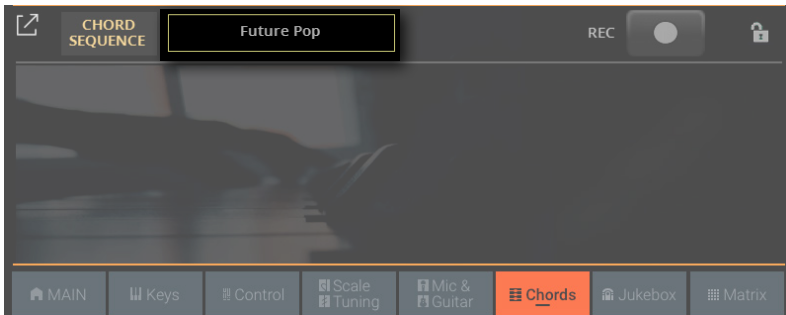 CHORD
SEQUENCE
Future Pop
REC
MAIN
Keys
Control
Scale
Tuning
Mic &
Guitar
Chords
Jukebox
Matrix